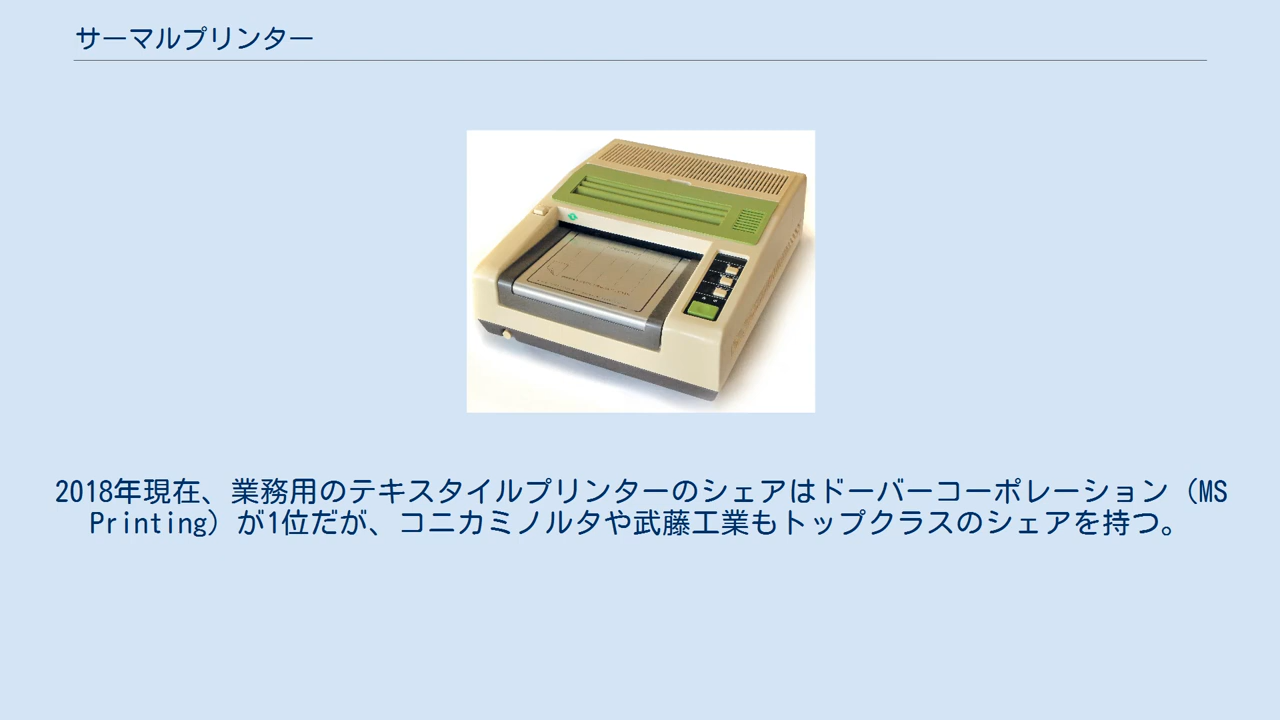 サーマルプリンター
2018年現在、業務用のテキスタイルプリンターのシェアはドーバーコーポレーション（MS
Printing）が1位だが、コニカミノルタや武藤工業もトップクラスのシェアを持つ。